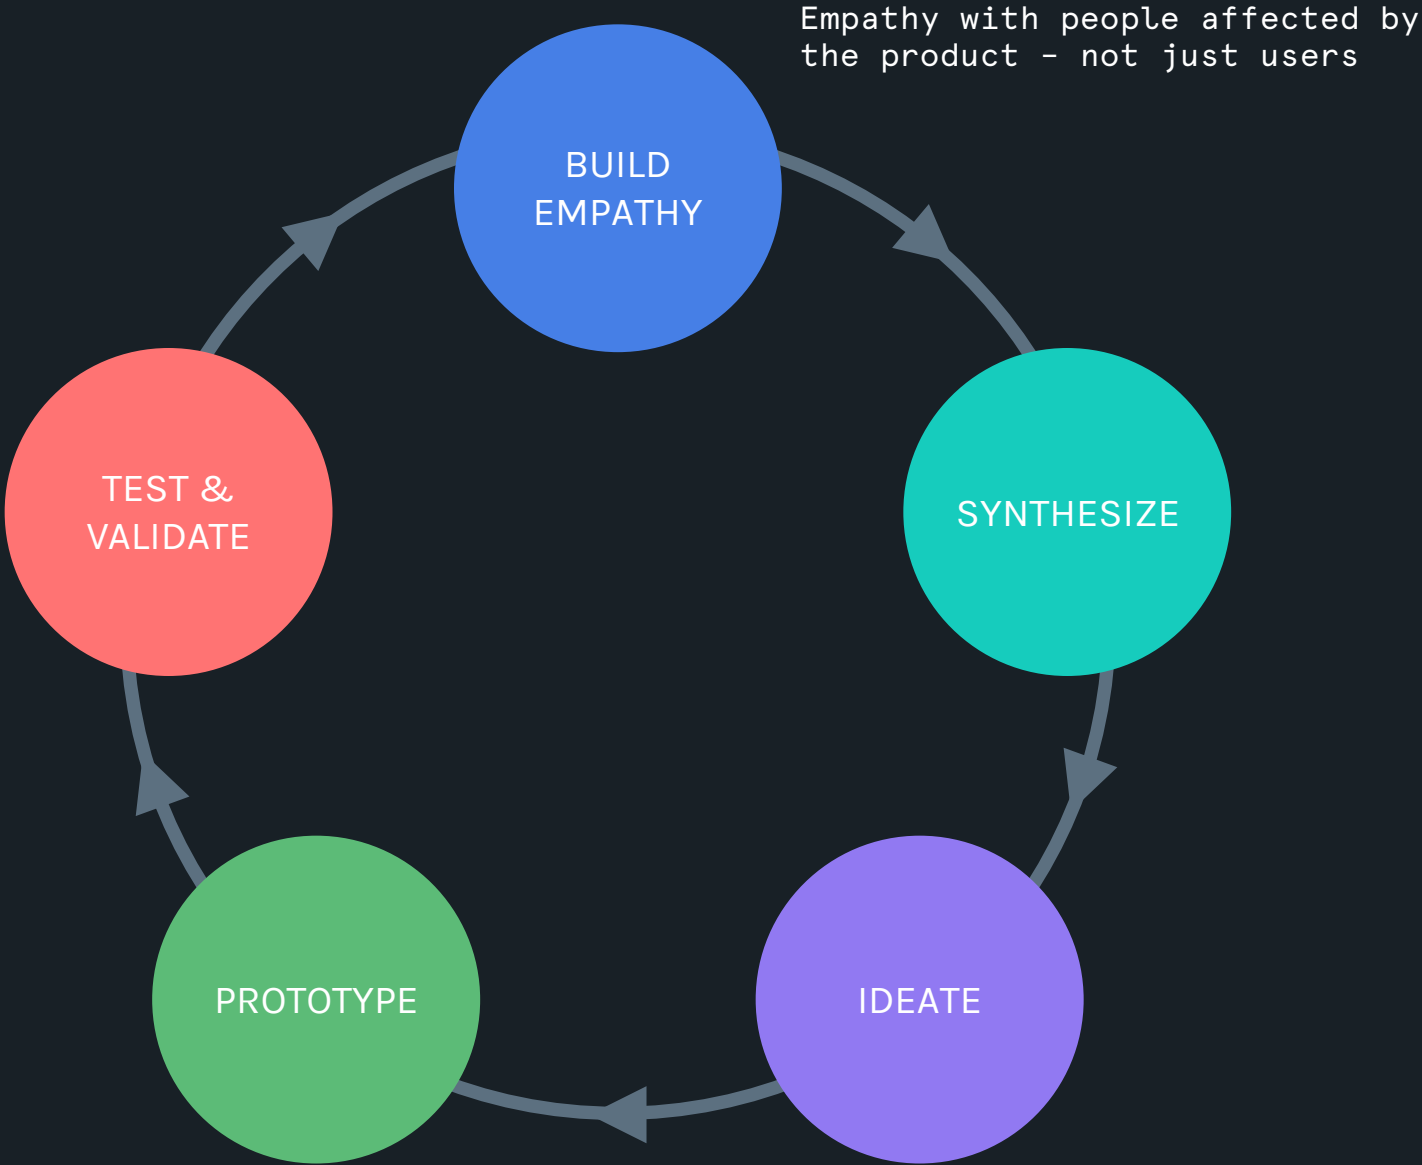 Empathy with people affected by
the product – not just users
BUILD
EMPATHY
SYNTHESIZE
IDEATE
PROTOTYPE
TEST &
VALIDATE